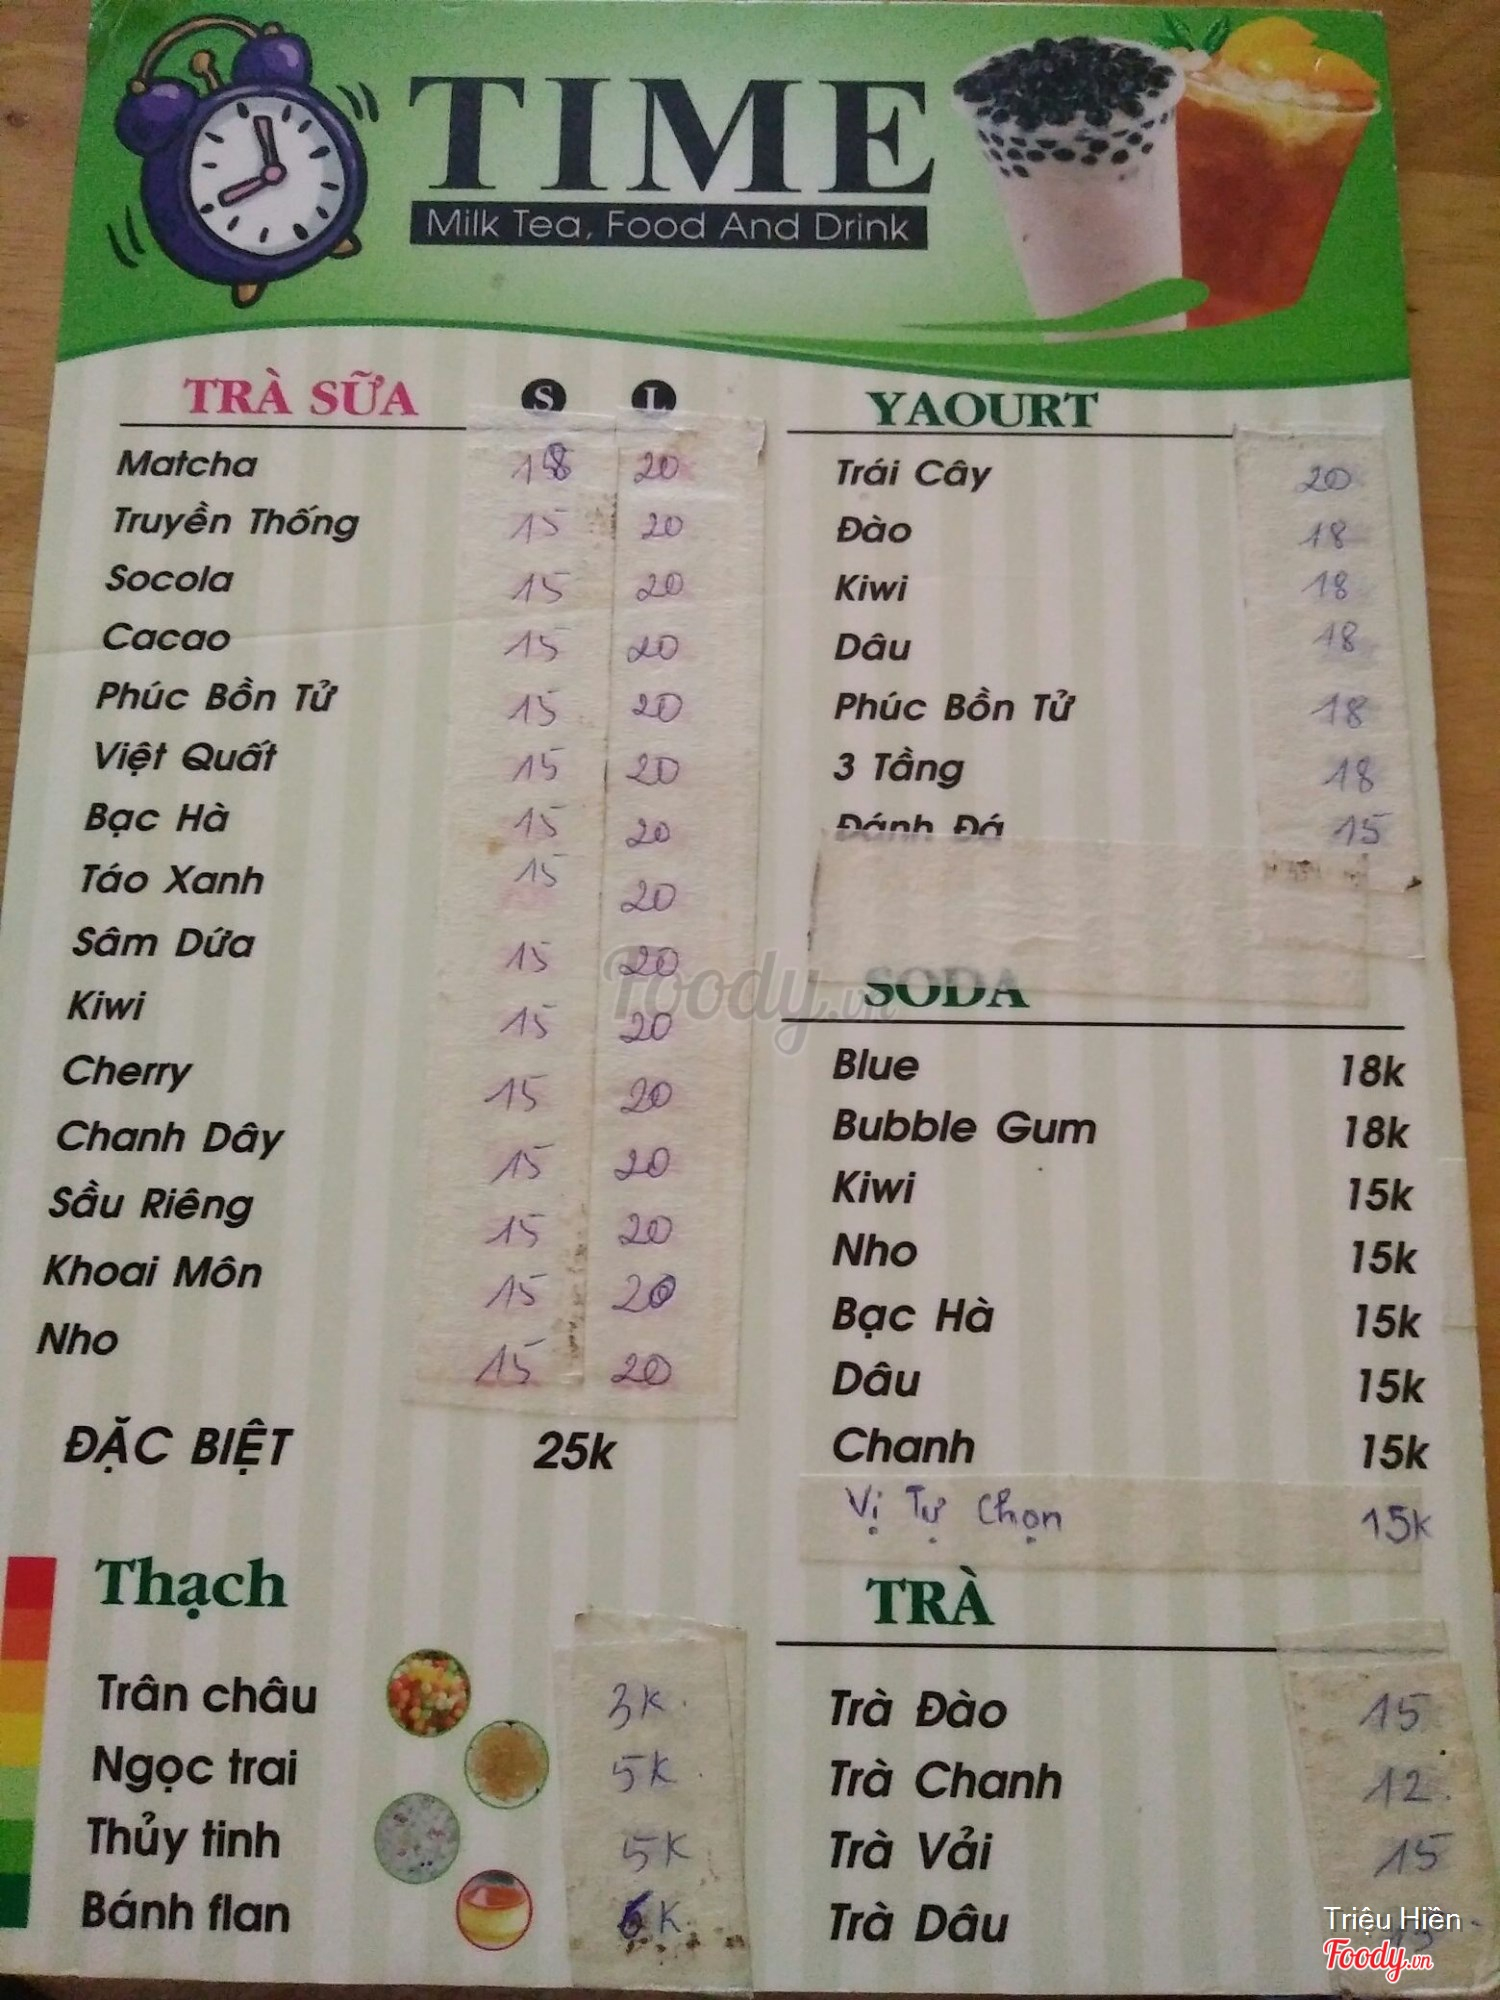 TIME
Milk Tea, Food And Drink
TRÀ SỮA S L
Matcha 18 20
Truyền Thống 15 20
Socola 15 20
Cacao 15 20
Phúc Bồn Tử 15 20
Việt Quất 15 20
Bạc Hà 15 20
Táo Xanh 15 20
Sâm Dứa 15 20
Kiwi 15 20
Cherry 15 20
Chanh Dây 15 20
Sầu Riêng 15 20
Khoai Môn 15 20
Nho 15 20
ĐẶC BIỆT 25k
Thạch
Trân châu 3K
Ngọc trai 5K
Thủy tinh 5K
Bánh flan 6K
YAOURT
Trái Cây 20
Đào 18
Kiwi 18
Dâu 18
Phúc Bồn Tử 18
3 Tầng 18
Đánh Đá 15
SODA
Blue 18k
Bubble Gum 18k
Kiwi 15k
Nho 15k
Bạc Hà 15k
Dâu 15k
Chanh 15k
Vị Tự Chọn 15K
TRÀ
Trà Đào 15
Trà Chanh 12
Trà Vải 15
Trà Dâu
Foody.vn
Triệu Hiền
Foody.vn